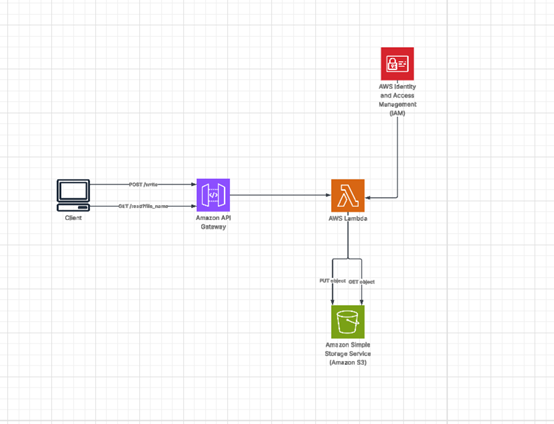 AWS Identity
and Access
Management
(IAM)
POST /write
GET /read?file_name
Client
Amazon API
Gateway
AWS Lambda
PUT object
GET object
Amazon Simple
Storage Service
(Amazon S3)